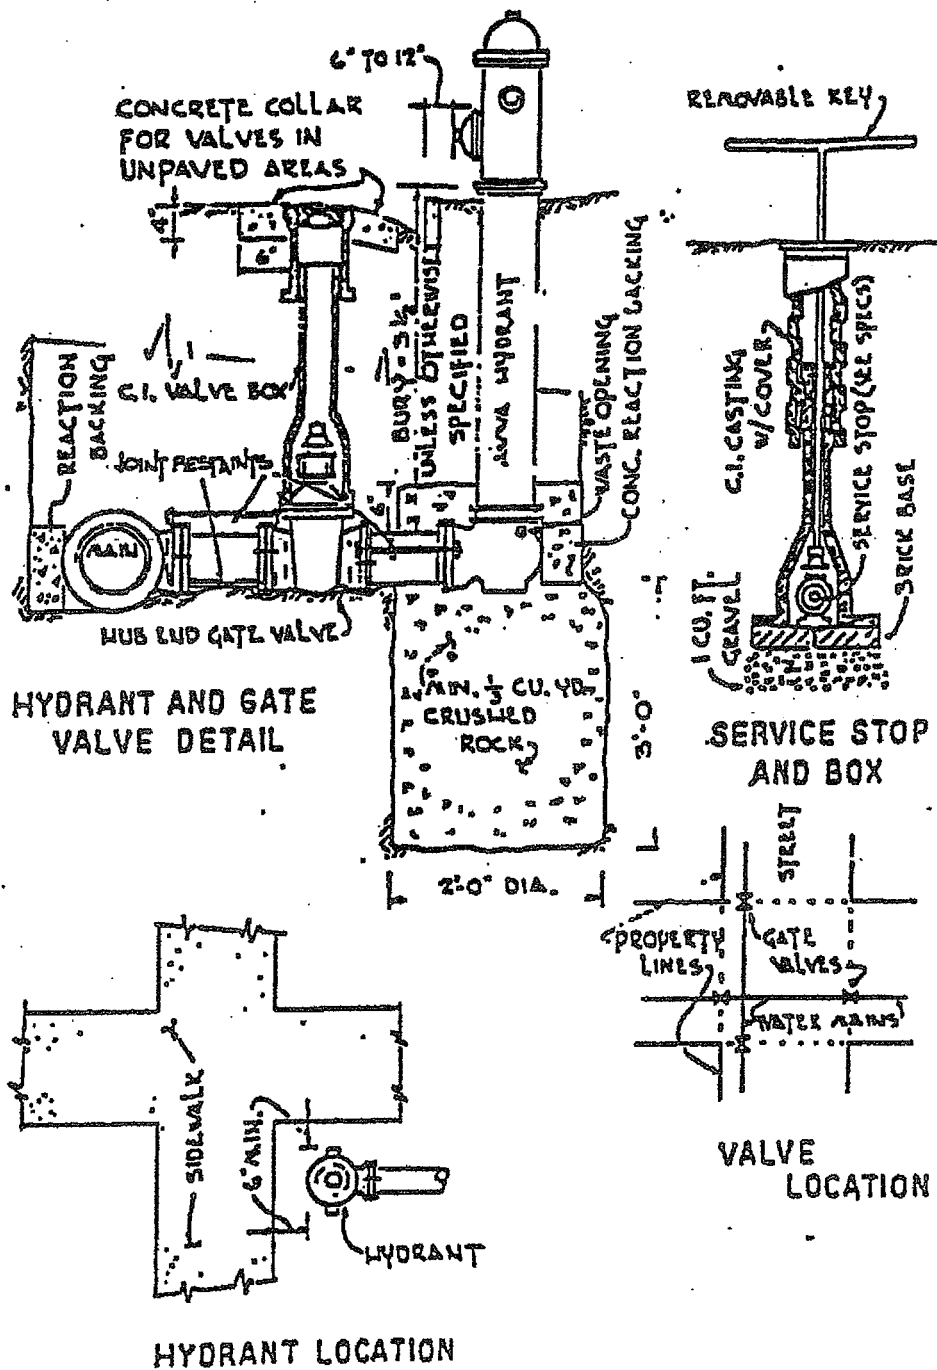 6" TO 12"
CONCRETE COLLAR
FOR VALVES IN
UNPAVED AREAS
4"
6"
C.I. VALVE BOX
REACTION
BACKING
JOINT RESTAINTS
MAIN
HUB END GATE VALVE
BURY = 3½'
UNLESS OTHERWISE
SPECIFIED
HYDRANT
WASTE OPENING
CONC. REACTION BACKING
MIN. ⅓ CU. YD.
CRUSHED
ROCK
3'-0"
2'-0" DIA.
HYDRANT AND GATE
VALVE DETAIL
REMOVABLE KEY
C.I. CASTING
W/COVER
SERVICE STOP (SEE SPECS)
BRICK BASE
1 CU. FT.
GRAVEL
SERVICE STOP
AND BOX
STREET
PROPERTY
LINES
GATE
VALVES
WATER MAINS
VALVE
LOCATION
SIDEWALK
6" MIN.
HYDRANT
HYDRANT LOCATION